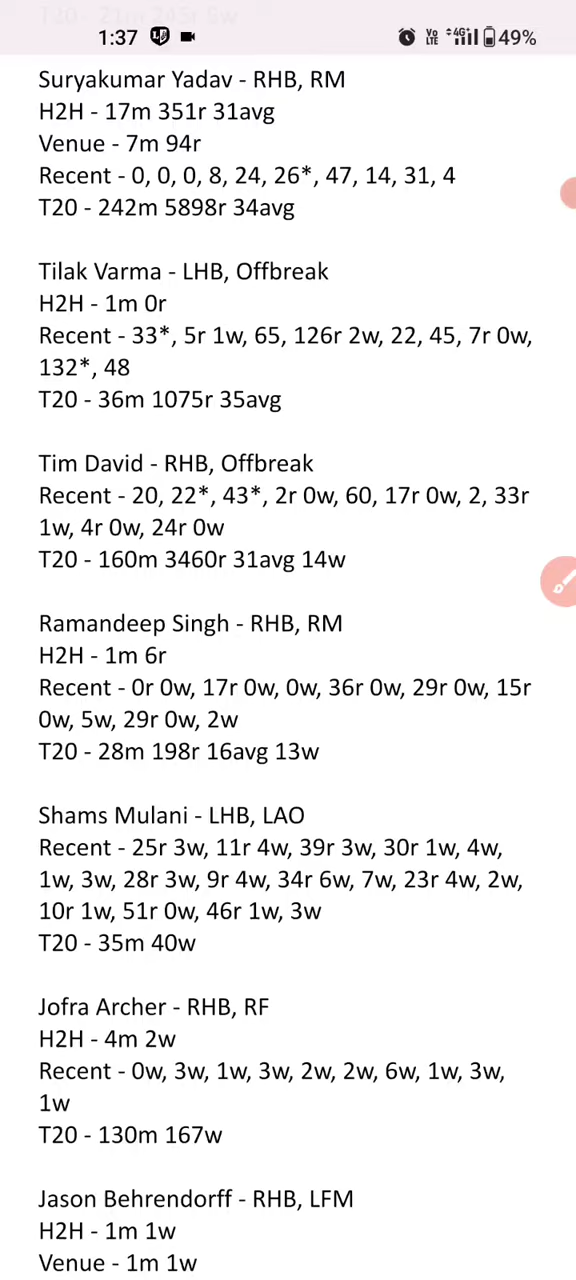 1:37 49%
Suryakumar Yadav - RHB, RM
H2H - 17m 351r 31avg
Venue - 7m 94r
Recent - 0, 0, 0, 8, 24, 26*, 47, 14, 31, 4
T20 - 242m 5898r 34avg
Tilak Varma - LHB, Offbreak
H2H - 1m 0r
Recent - 33*, 5r 1w, 65, 126r 2w, 22, 45, 7r 0w,
132*, 48
T20 - 36m 1075r 35avg
Tim David - RHB, Offbreak
Recent - 20, 22*, 43*, 2r 0w, 60, 17r 0w, 2, 33r
1w, 4r 0w, 24r 0w
T20 - 160m 3460r 31avg 14w
Ramandeep Singh - RHB, RM
H2H - 1m 6r
Recent - 0r 0w, 17r 0w, 0w, 36r 0w, 29r 0w, 15r
0w, 5w, 29r 0w, 2w
T20 - 28m 198r 16avg 13w
Shams Mulani - LHB, LAO
Recent - 25r 3w, 11r 4w, 39r 3w, 30r 1w, 4w,
1w, 3w, 28r 3w, 9r 4w, 34r 6w, 7w, 23r 4w, 2w,
10r 1w, 51r 0w, 46r 1w, 3w
T20 - 35m 40w
Jofra Archer - RHB, RF
H2H - 4m 2w
Recent - 0w, 3w, 1w, 3w, 2w, 2w, 6w, 1w, 3w,
1w
T20 - 130m 167w
Jason Behrendorff - RHB, LFM
H2H - 1m 1w
Venue - 1m 1w